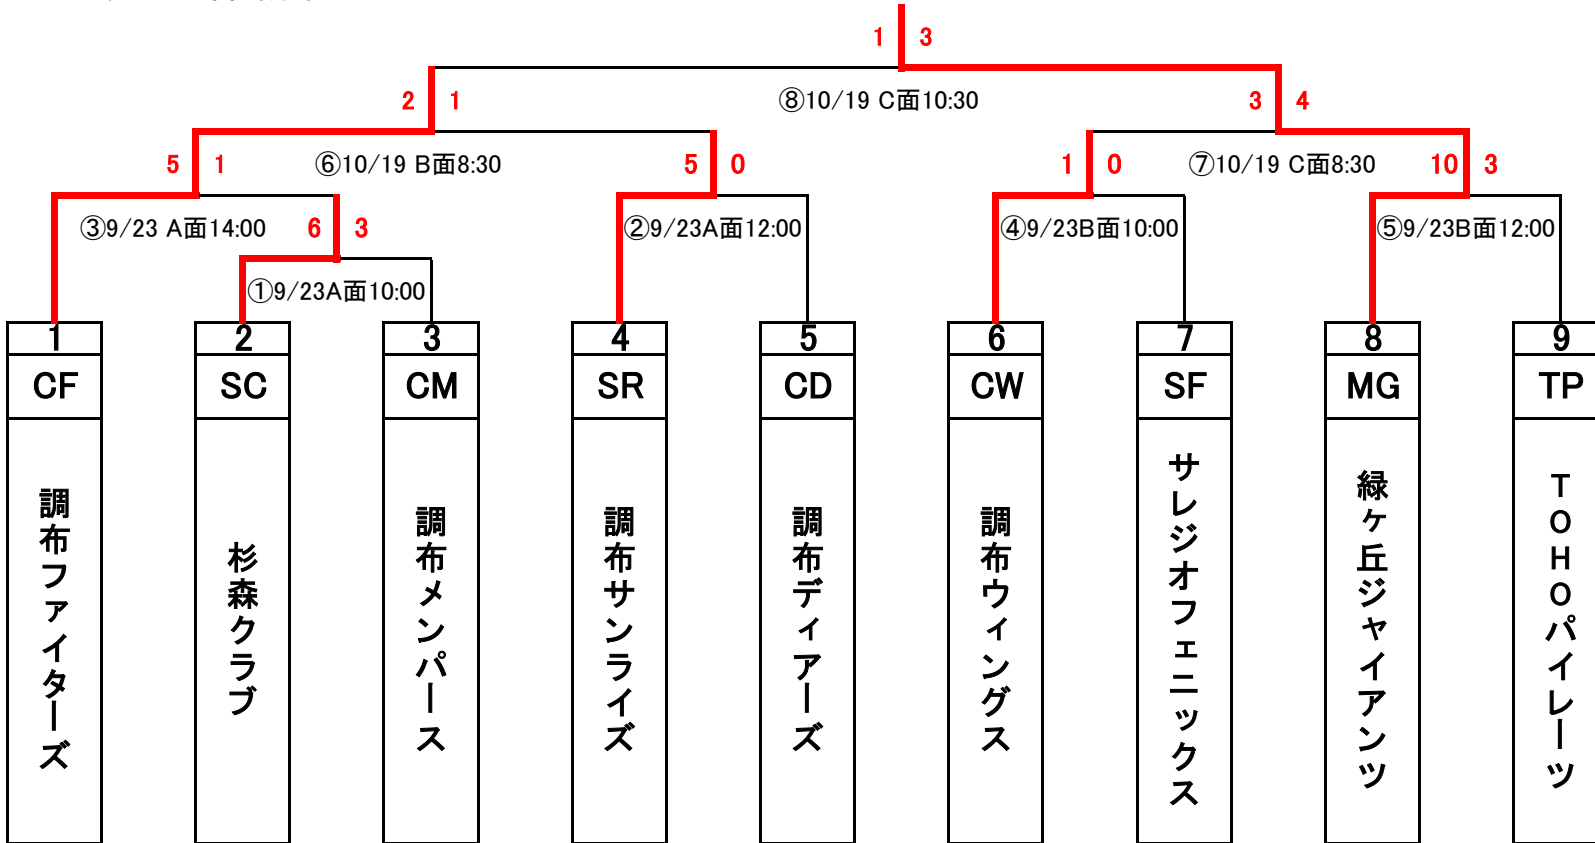 1 3
⑧10/19 C面10:30
2 1
3 4
⑥10/19 B面8:30
⑦10/19 C面8:30
5 1
5 0
1 0
10 3
③9/23 A面14:00
②9/23A面12:00
④9/23B面10:00
⑤9/23B面12:00
6 3
①9/23A面10:00
1
2
3
4
5
6
7
8
9
CF
SC
CM
SR
CD
CW
SF
MG
TP
調布ファイターズ
杉森クラブ
調布メンパース
調布サンライズ
調布ディアーズ
調布ウィングス
サレジオフェニックス
緑ヶ丘ジャイアンツ
TOHOパイレーツ